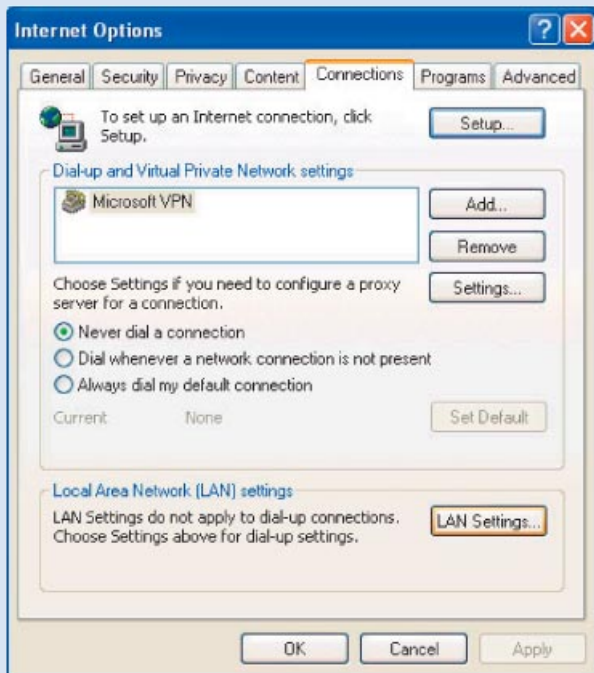 Internet Options
General Security Privacy Content Connections Programs Advanced
To set up an Internet connection, click
Setup.
Setup...
Dial-up and Virtual Private Network settings
Microsoft VPN
Add...
Remove
Choose Settings if you need to configure a proxy
server for a connection.
Settings...
Never dial a connection
Dial whenever a network connection is not present
Always dial my default connection
Current None
Set Default
Local Area Network (LAN) settings
LAN Settings do not apply to dial-up connections.
Choose Settings above for dial-up settings.
LAN Settings...
OK Cancel Apply